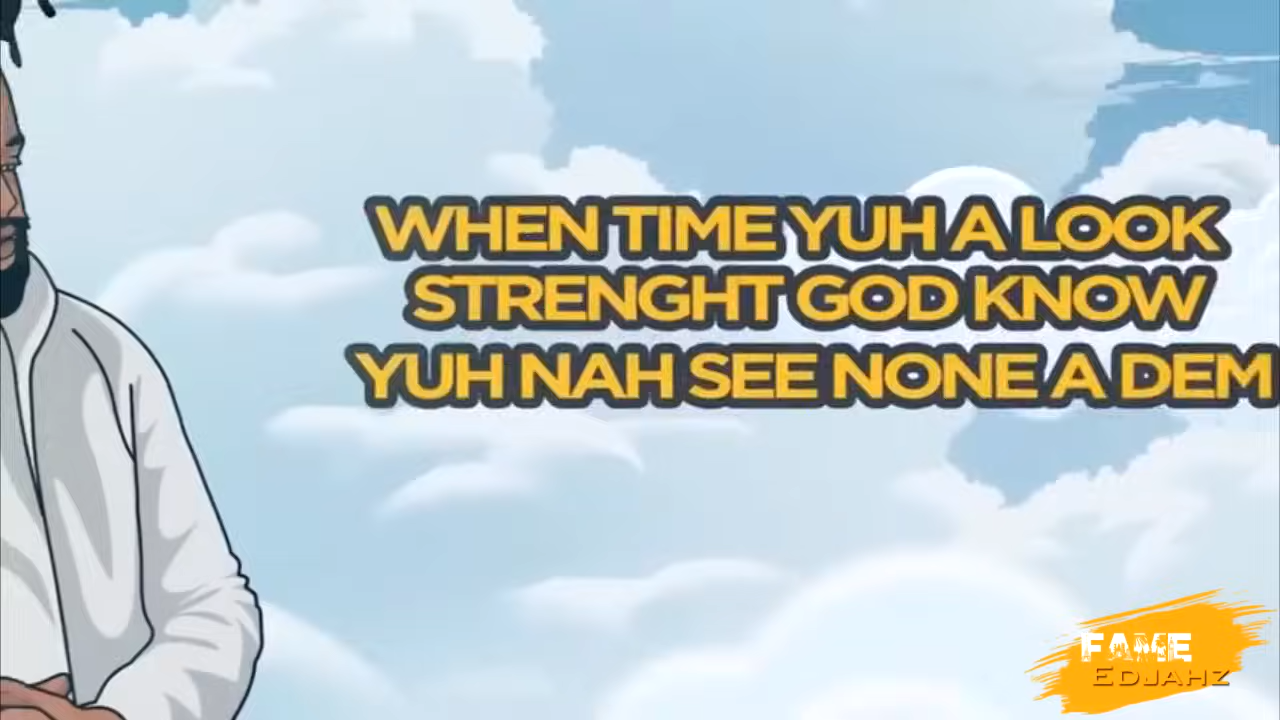 WHEN TIME YUH A LOOK
STRENGHT GOD KNOW
YUH NAH SEE NONE A DEM
FAME
EDJAHZ